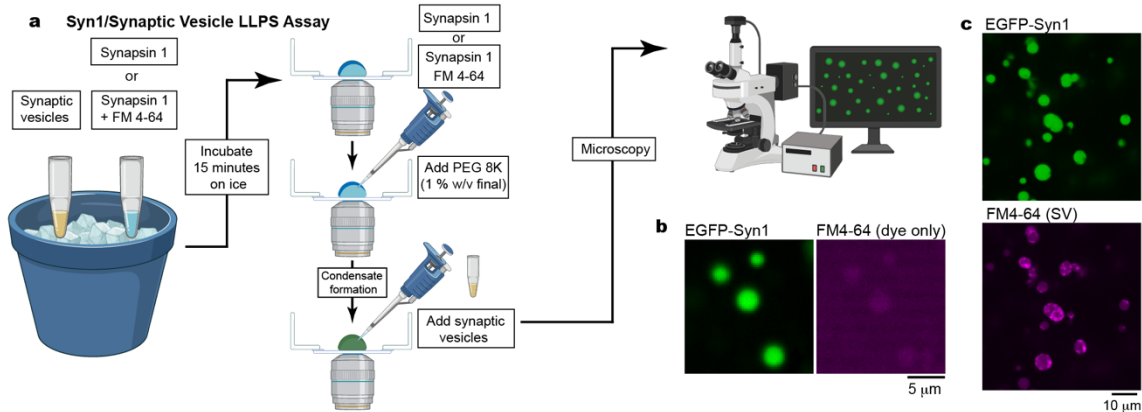 a Syn1/Synaptic Vesicle LLPS Assay
Synapsin 1
or
Synaptic
vesicles
Synapsin 1
+ FM 4-64
Incubate
15 minutes
on ice
Synapsin 1
or
Synapsin 1
FM 4-64
Add PEG 8K
(1 % w/v final)
Condensate
formation
Add synaptic
vesicles
Microscopy
b
EGFP-Syn1
FM4-64 (dye only)
5 μm
c
EGFP-Syn1
FM4-64 (SV)
10 μm